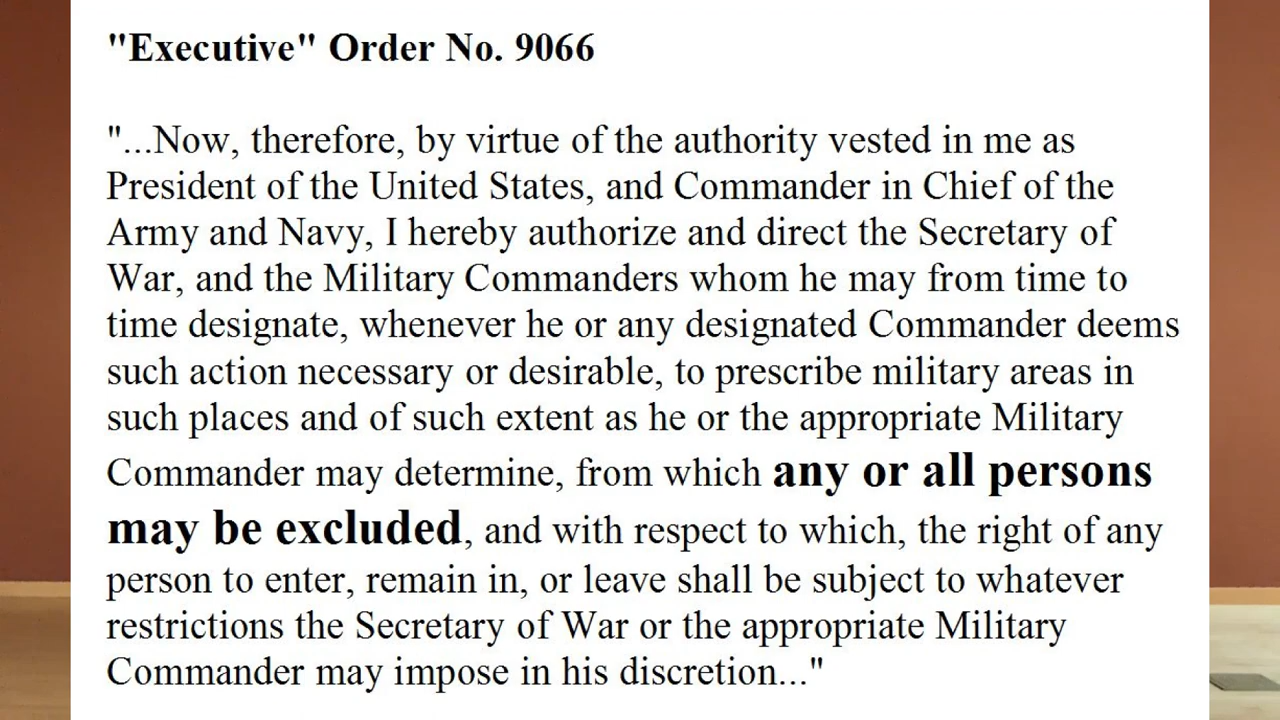 "Executive" Order No. 9066
"...Now, therefore, by virtue of the authority vested in me as
President of the United States, and Commander in Chief of the
Army and Navy, I hereby authorize and direct the Secretary of
War, and the Military Commanders whom he may from time to
time designate, whenever he or any designated Commander deems
such action necessary or desirable, to prescribe military areas in
such places and of such extent as he or the appropriate Military
Commander may determine, from which any or all persons
may be excluded, and with respect to which, the right of any
person to enter, remain in, or leave shall be subject to whatever
restrictions the Secretary of War or the appropriate Military
Commander may impose in his discretion..."